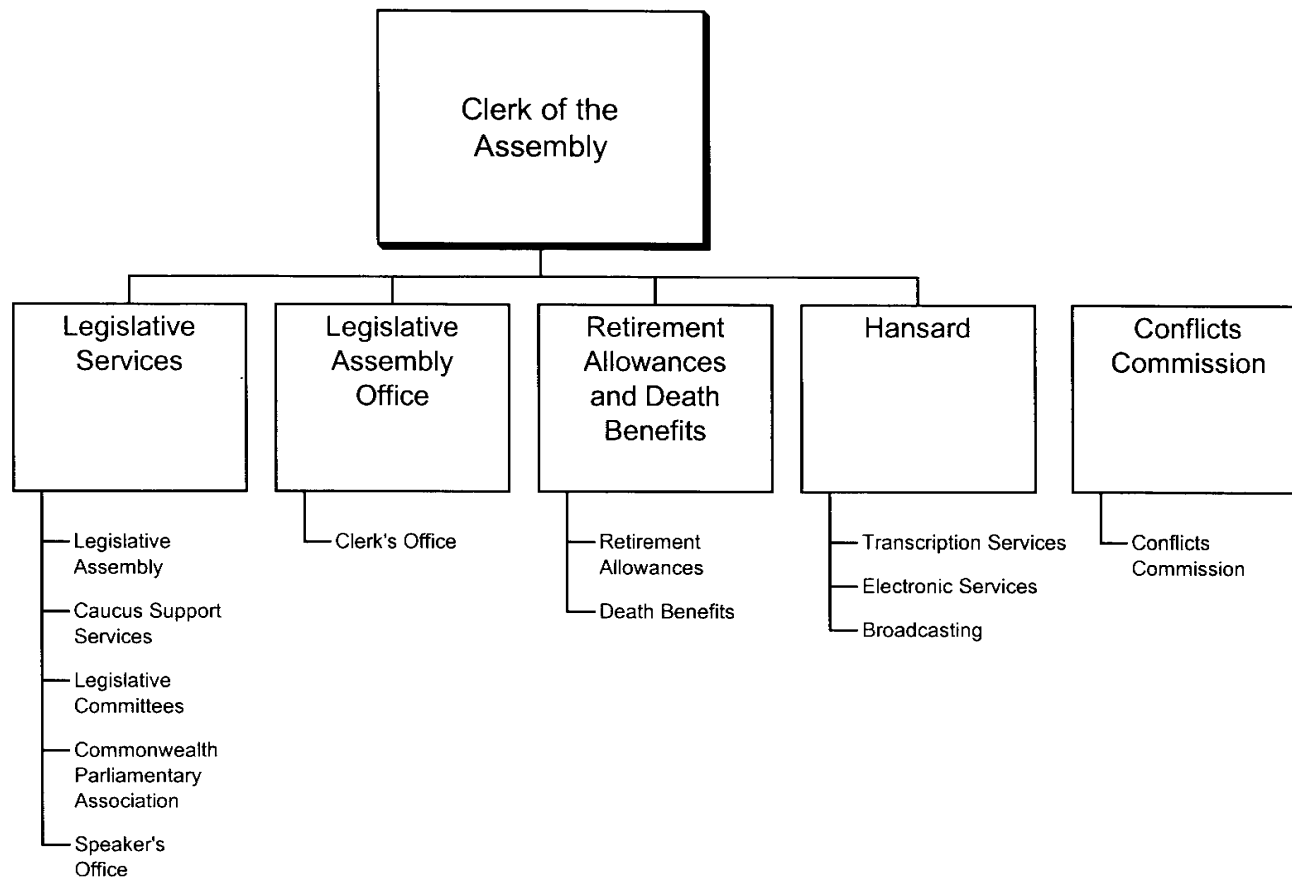 Clerk of the
Assembly
Legislative
Services
Legislative
Assembly
Office
Retirement
Allowances
and Death
Benefits
Hansard
Conflicts
Commission
Legislative
Assembly
Caucus Support
Services
Legislative
Committees
Commonwealth
Parliamentary
Association
Speaker's
Office
Clerk's Office
Retirement
Allowances
Death Benefits
Transcription Services
Electronic Services
Broadcasting
Conflicts
Commission